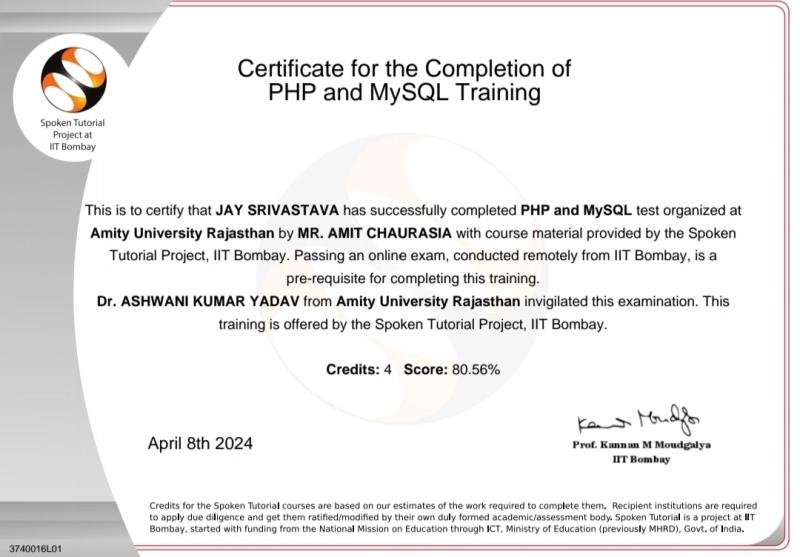 Spoken Tutorial
Project at
IIT Bombay
Certificate for the Completion of
PHP and MySQL Training
This is to certify that JAY SRIVASTAVA has successfully completed PHP and MySQL test organized at
Amity University Rajasthan by MR. AMIT CHAURASIA with course material provided by the Spoken
Tutorial Project, IIT Bombay. Passing an online exam, conducted remotely from IIT Bombay, is a
pre-requisite for completing this training.
Dr. ASHWANI KUMAR YADAV from Amity University Rajasthan invigilated this examination. This
training is offered by the Spoken Tutorial Project, IIT Bombay.
Credits: 4 Score: 80.56%
April 8th 2024
Prof. Kannan M Moudgalya
IIT Bombay
Credits for the Spoken Tutorial courses are based on our estimates of the work required to complete them. Recipient institutions are required
to apply due diligence and get them ratified/modified by their own duly formed academic/assessment body. Spoken Tutorial is a project at IIT
Bombay, started with funding from the National Mission on Education through ICT, Ministry of Education (previously MHRD), Govt. of India.
3740016L01